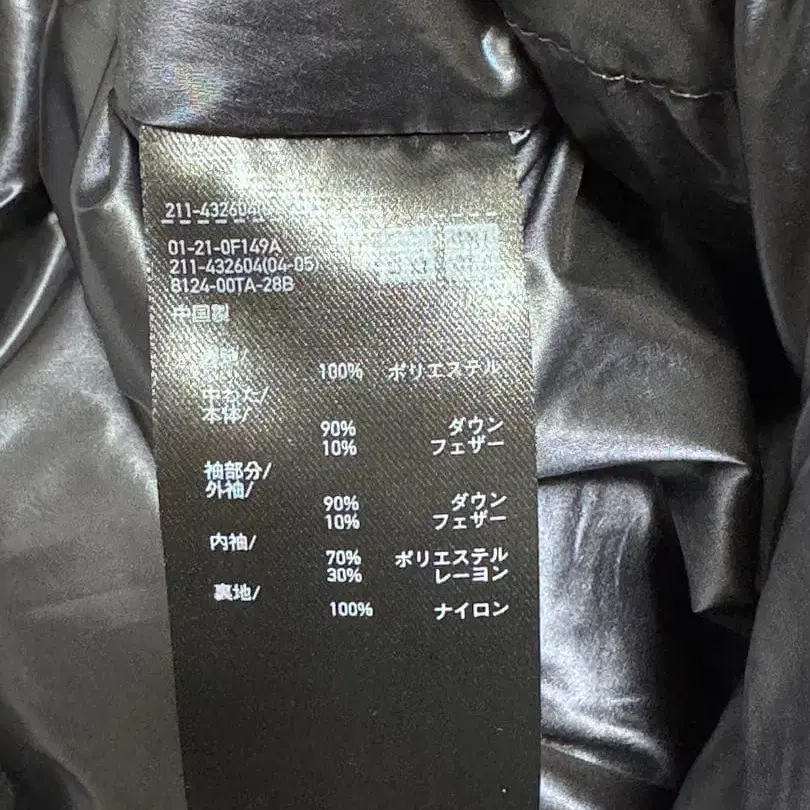 211-432604
01-21-0F149A
211-432604(04-05)
8124-00TA-28B
中国製
100% ポリエステル
中わた/
本体/
90% ダウン
10% フェザー
袖部分/
外袖/
90% ダウン
10% フェザー
内袖/
70% ポリエステル
30% レーヨン
裏地/
100% ナイロン